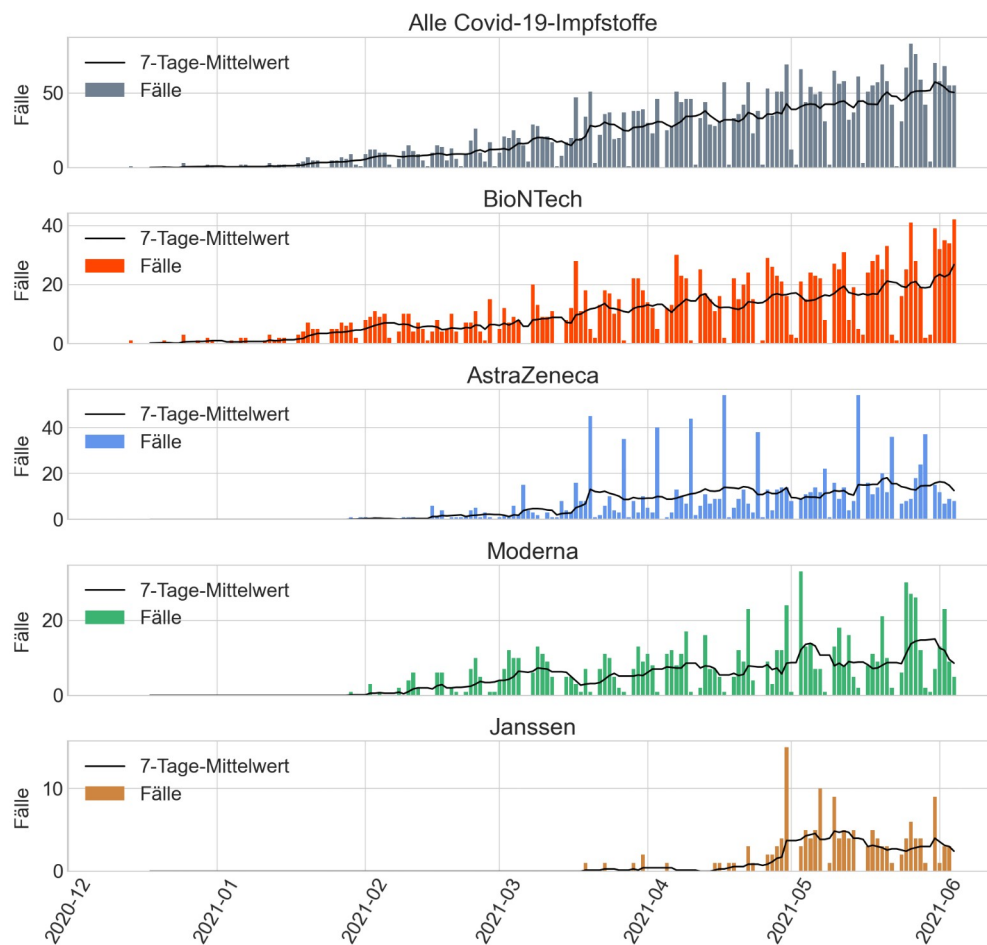 Alle Covid-19-Impfstoffe
Fälle
7-Tage-Mittelwert
Fälle
50
0
BioNTech
Fälle
7-Tage-Mittelwert
Fälle
40
20
0
AstraZeneca
Fälle
7-Tage-Mittelwert
Fälle
40
20
0
Moderna
Fälle
7-Tage-Mittelwert
Fälle
20
0
Janssen
Fälle
7-Tage-Mittelwert
Fälle
10
0
2020-12
2021-01
2021-02
2021-03
2021-04
2021-05
2021-06